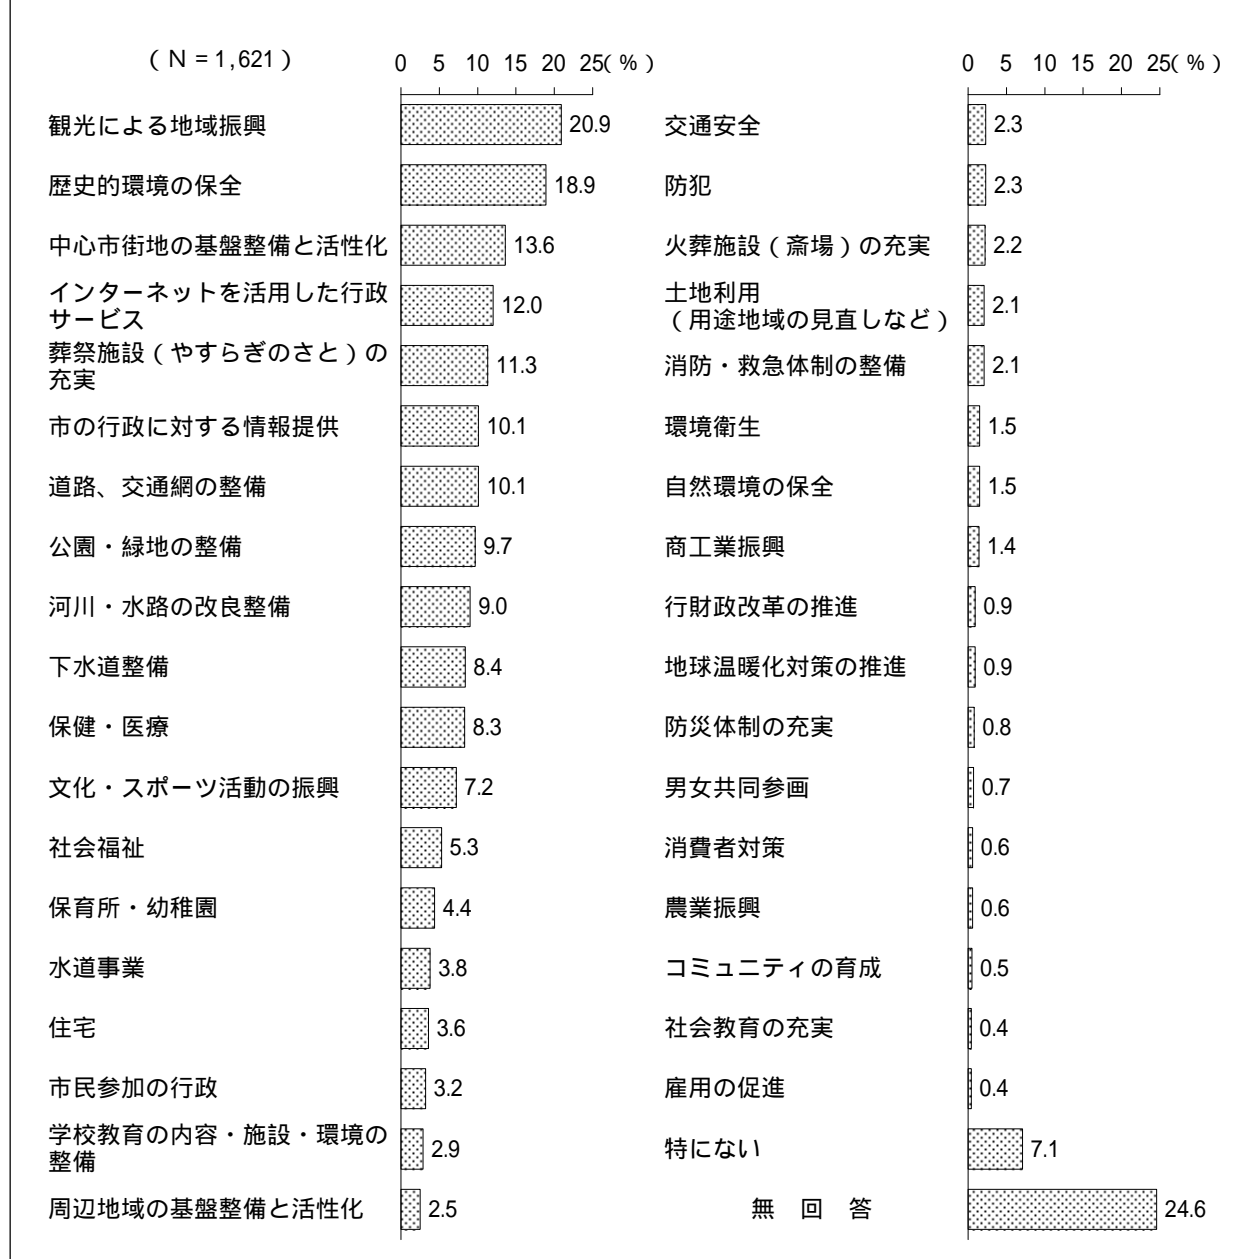 （Ｎ＝1,621）
0 5 10 15 20 25(％)
観光による地域振興 20.9
歴史的環境の保全 18.9
中心市街地の基盤整備と活性化 13.6
インターネットを活用した行政
サービス 12.0
葬祭施設（やすらぎのさと）の
充実 11.3
市の行政に対する情報提供 10.1
道路、交通網の整備 10.1
公園・緑地の整備 9.7
河川・水路の改良整備 9.0
下水道整備 8.4
保健・医療 8.3
文化・スポーツ活動の振興 7.2
社会福祉 5.3
保育所・幼稚園 4.4
水道事業 3.8
住宅 3.6
市民参加の行政 3.2
学校教育の内容・施設・環境の
整備 2.9
周辺地域の基盤整備と活性化 2.5
0 5 10 15 20 25(％)
交通安全 2.3
防犯 2.3
火葬施設（斎場）の充実 2.2
土地利用
（用途地域の見直しなど） 2.1
消防・救急体制の整備 2.1
環境衛生 1.5
自然環境の保全 1.5
商工業振興 1.4
行財政改革の推進 0.9
地球温暖化対策の推進 0.9
防災体制の充実 0.8
男女共同参画 0.7
消費者対策 0.6
農業振興 0.6
コミュニティの育成 0.5
社会教育の充実 0.4
雇用の促進 0.4
特にない 7.1
無 回 答 24.6